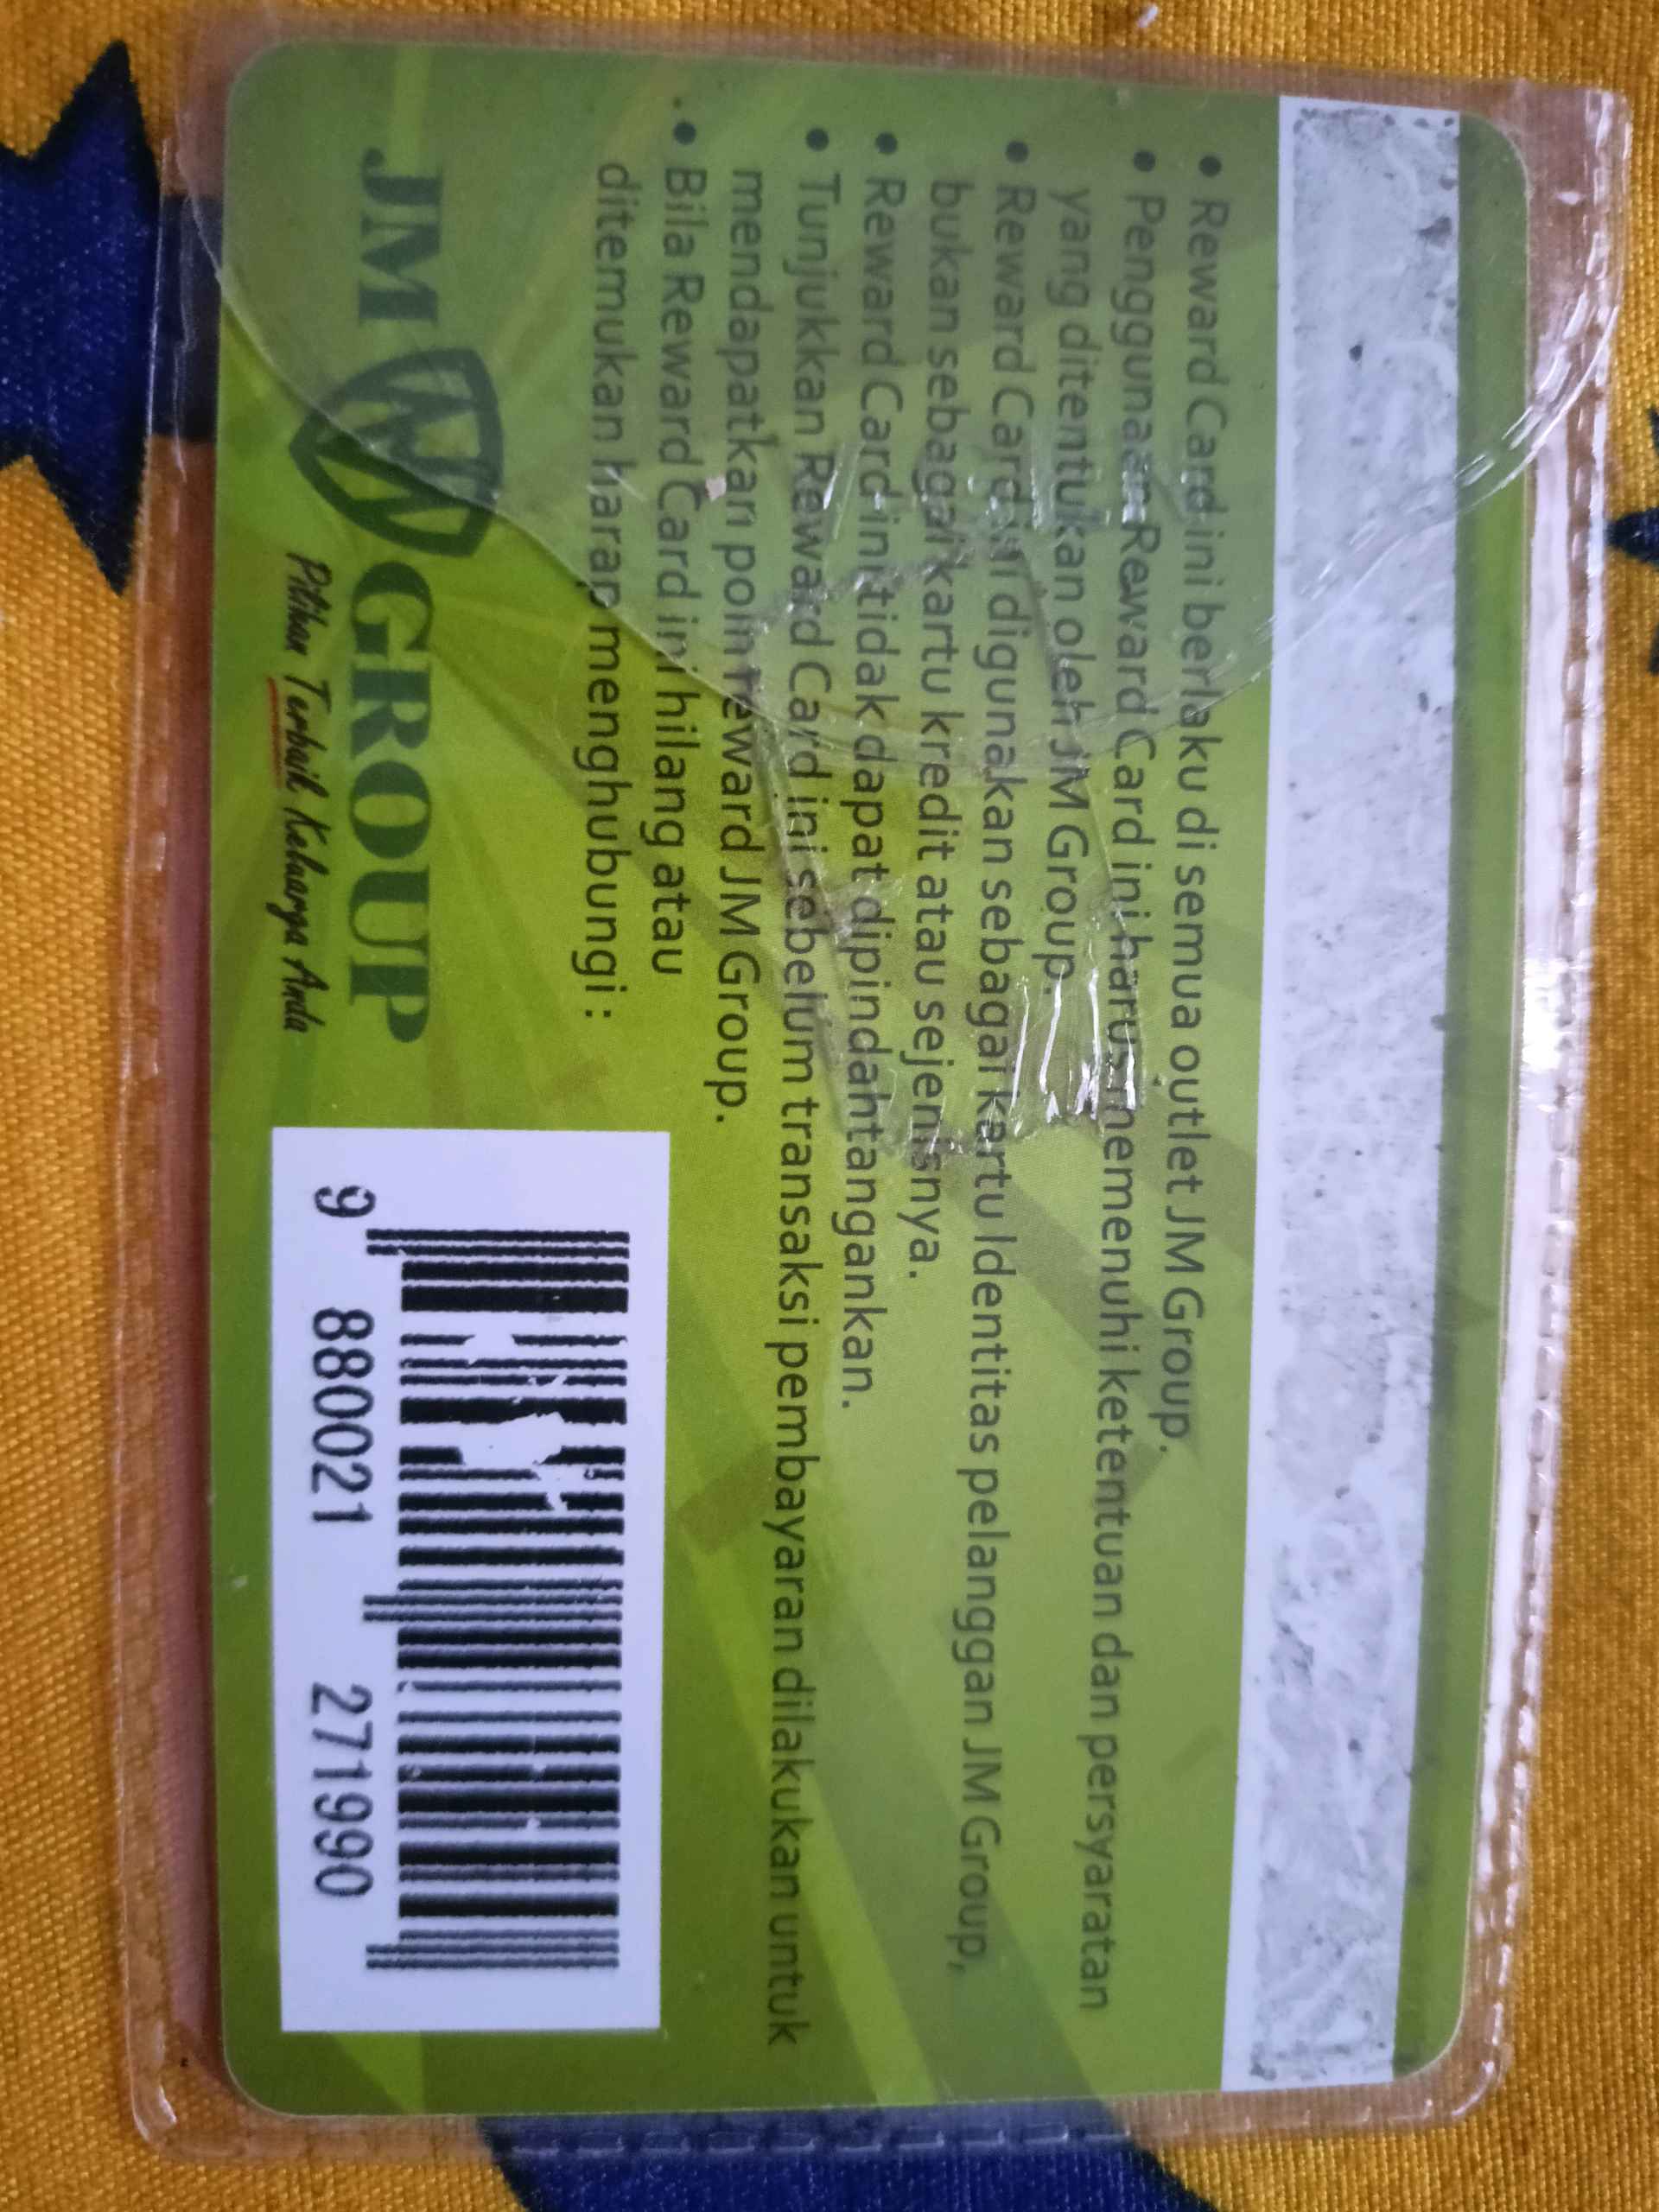 • Reward Card ini berlaku di semua outlet JM Group.
• Penggunaan Reward Card ini harus memenuhi ketentuan dan persyaratan
yang ditentukan oleh JM Group.
• Reward Card ini digunakan sebagai kartu Identitas pelanggan JM Group,
bukan sebagai kartu kredit atau sejenisnya.
• Reward Card ini tidak dapat dipindahtangankan.
• Tunjukkan Reward Card ini sebelum transaksi pembayaran dilakukan untuk
mendapatkan poin reward JM Group.
• Bila Reward Card ini hilang atau
ditemukan harap menghubungi :
JM GROUP
Pilihan Terbaik Keluarga Anda
9 880021 271990